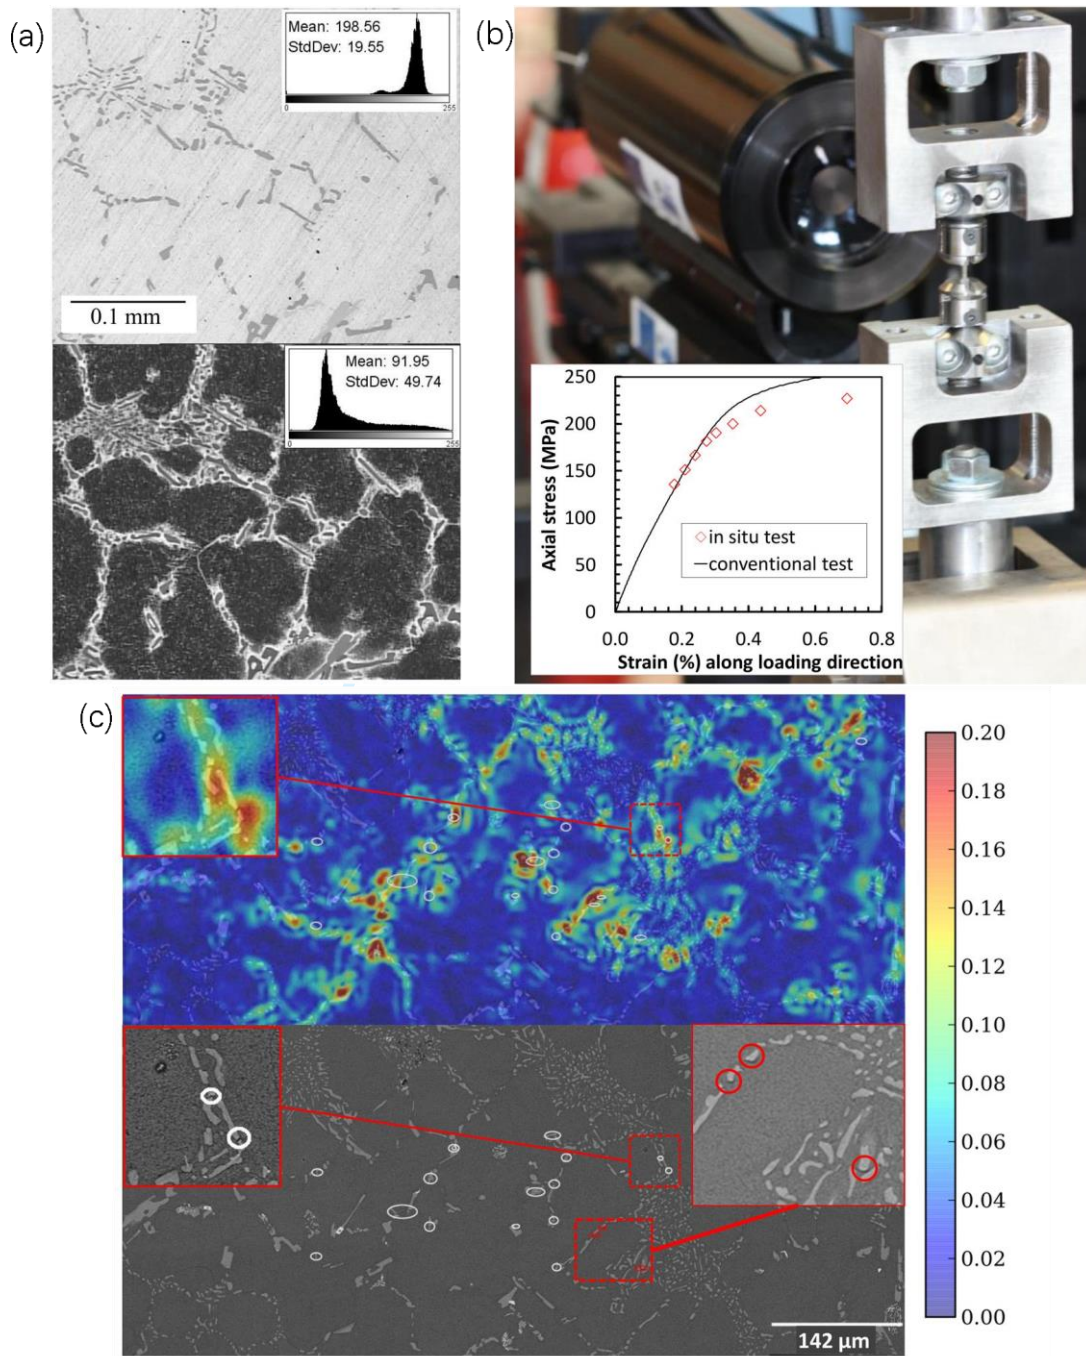 (a)
Mean: 198.56
StdDev: 19.55
0
255
0.1 mm
Mean: 91.95
StdDev: 49.74
0
255
(b)
250
200
150
100
50
0
0.0 0.2 0.4 0.6 0.8
Axial stress (MPa)
in situ test
conventional test
Strain (%) along loading direction
(c)
0.20
0.18
0.16
0.14
0.12
0.10
0.08
0.06
0.04
0.02
0.00
142 µm